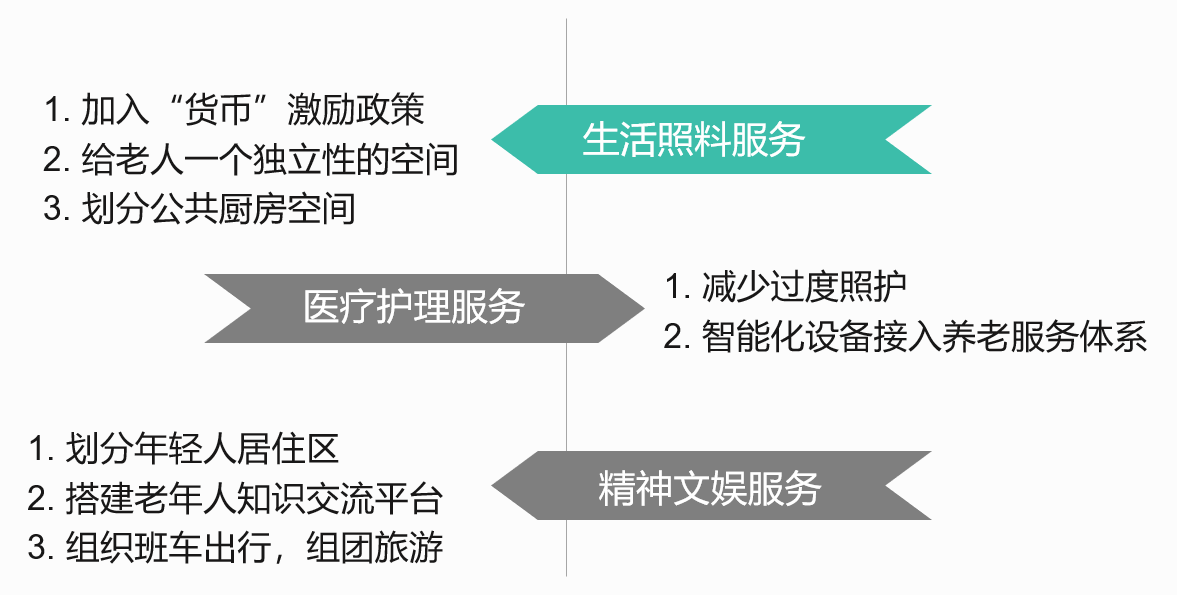 生活照料服务
1. 加入“货币”激励政策
2. 给老人一个独立性的空间
3. 划分公共厨房空间
医疗护理服务
1. 减少过度照护
2. 智能化设备接入养老服务体系
精神文娱服务
1. 划分年轻人居住区
2. 搭建老年人知识交流平台
3. 组织班车出行，组团旅游